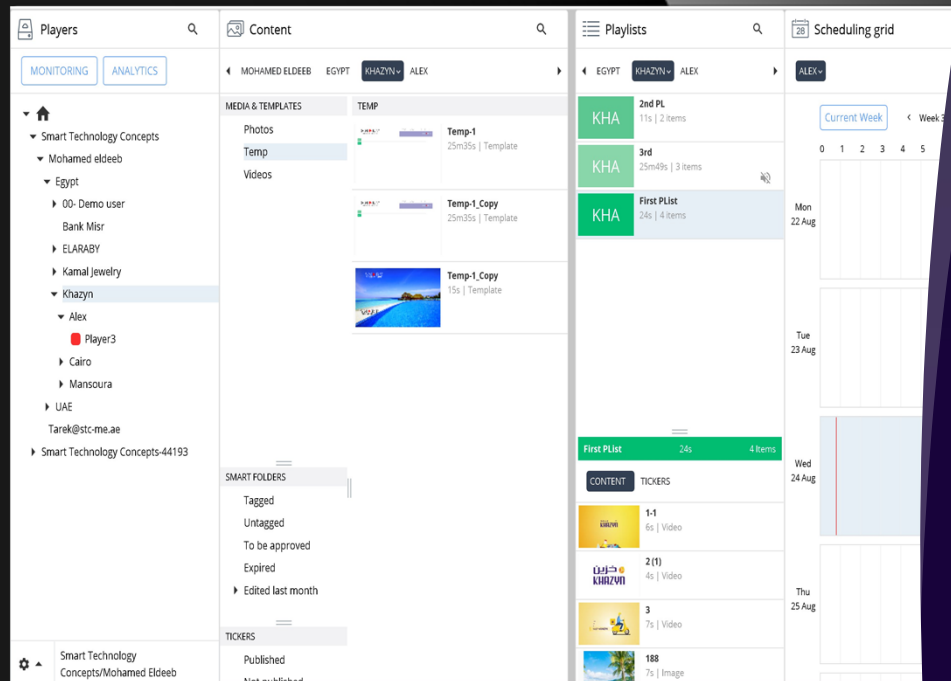 Players
MONITORING
ANALYTICS
Smart Technology Concepts
Mohamed eldeeb
Egypt
00- Demo user
Bank Misr
ELARABY
Kamal Jewelry
Khazyn
Alex
Player3
Cairo
Mansoura
UAE
Tarek@stc-me.ae
Smart Technology Concepts-44193
Smart Technology
Concepts/Mohamed Eldeeb
Content
MOHAMED ELDEEB EGYPT KHAZYN ALEX
MEDIA & TEMPLATES
Photos
Temp
Videos
SMART FOLDERS
Tagged
Untagged
To be approved
Expired
Edited last month
TICKERS
Published
Not published
TEMP
Temp-1
25m35s | Template
Temp-1_Copy
25m35s | Template
Temp-1_Copy
15s | Template
Playlists
EGYPT KHAZYN ALEX
KHA
2nd PL
11s | 2 items
KHA
3rd
25m49s | 3 items
KHA
First PList
24s | 4 items
First PList 24s 4 Items
CONTENT TICKERS
1-1
6s | Video
خزين
KHAZYN
2 (1)
4s | Video
3
7s | Video
188
7s | Image
28
Scheduling grid
ALEX
Current Week
Week 3
0 1 2 3 4 5
Mon
22 Aug
Tue
23 Aug
Wed
24 Aug
Thu
25 Aug